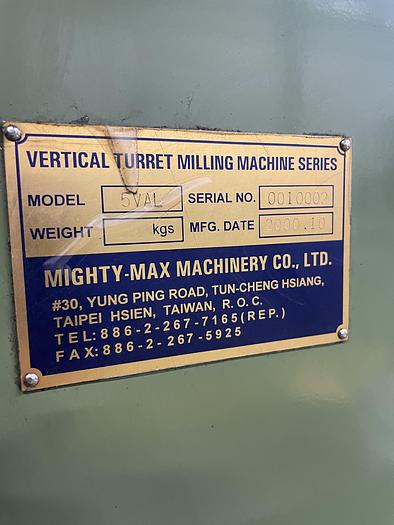 VERTICAL TURRET MILLING MACHINE SERIES
MODEL 5VAL SERIAL NO. 0010002
WEIGHT kgs MFG. DATE 2000.10
MIGHTY-MAX MACHINERY CO., LTD.
#30, YUNG PING ROAD, TUN-CHENG HSIANG,
TAIPEI HSIEN, TAIWAN, R. O. C.
TEL:886-2-267-7165(REP.)
FAX:886-2-267-5925